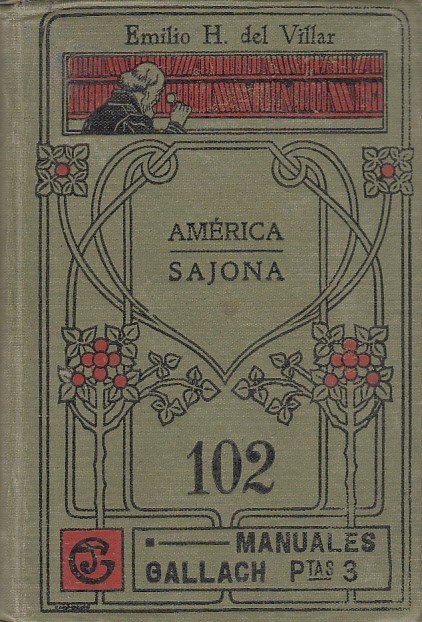 Emilio H. del Villar
AMÉRICA
SAJONA
102
MANUALES
GALLACH PTAS 3